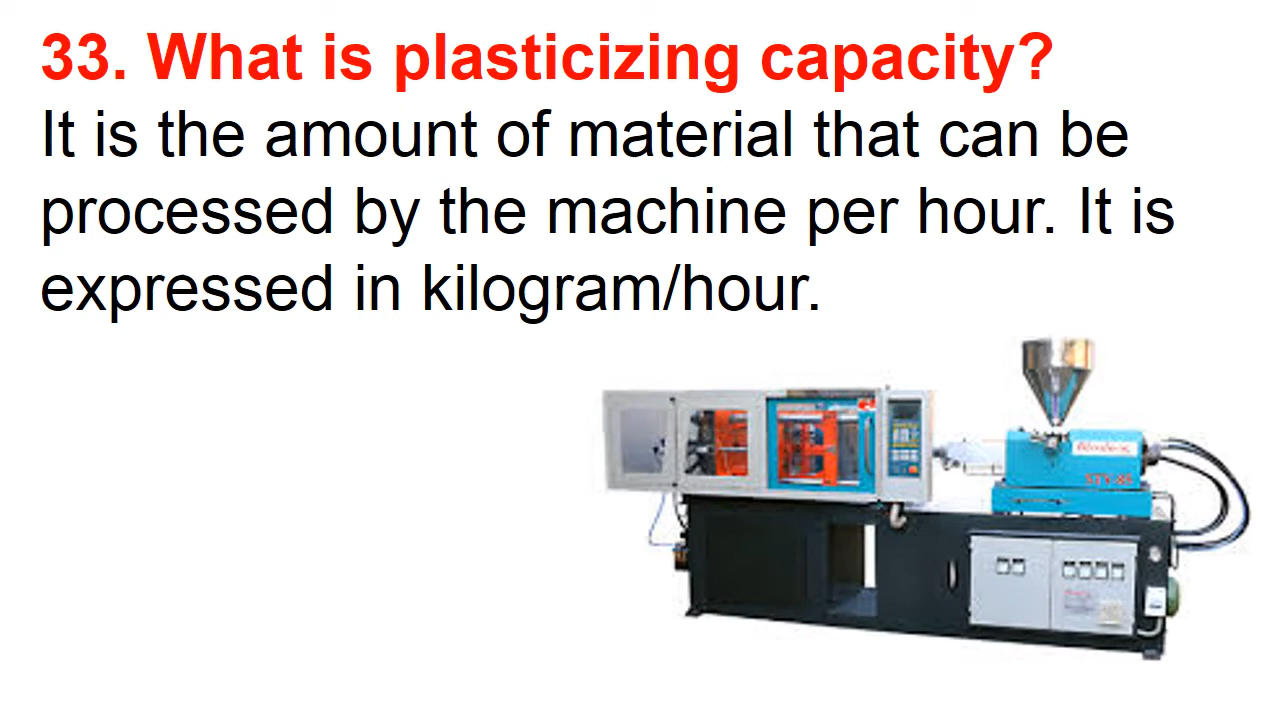 33. What is plasticizing capacity?
It is the amount of material that can be
processed by the machine per hour. It is
expressed in kilogram/hour.